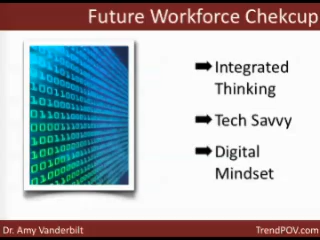 Future Workforce Chekcup
Integrated
Thinking
Tech Savvy
Digital
Mindset
Dr. Amy Vanderbilt
TrendPOV.com